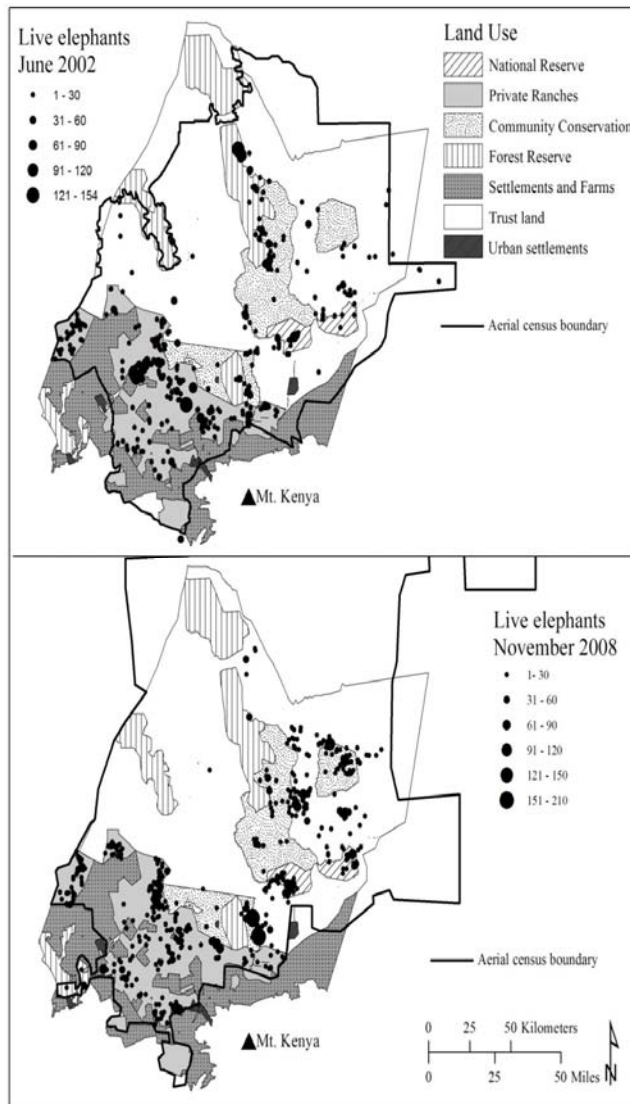 Live elephants
June 2002
1 - 30
31 - 60
61 - 90
91 - 120
121 - 154
Land Use
National Reserve
Private Ranches
Community Conservation
Forest Reserve
Settlements and Farms
Trust land
Urban settlements
Aerial census boundary
Mt. Kenya
Live elephants
November 2008
1- 30
31 - 60
61 - 90
91 - 120
121 - 150
151 - 210
Aerial census boundary
Mt. Kenya
0 25 50 Kilometers
0 25 50 Miles
N